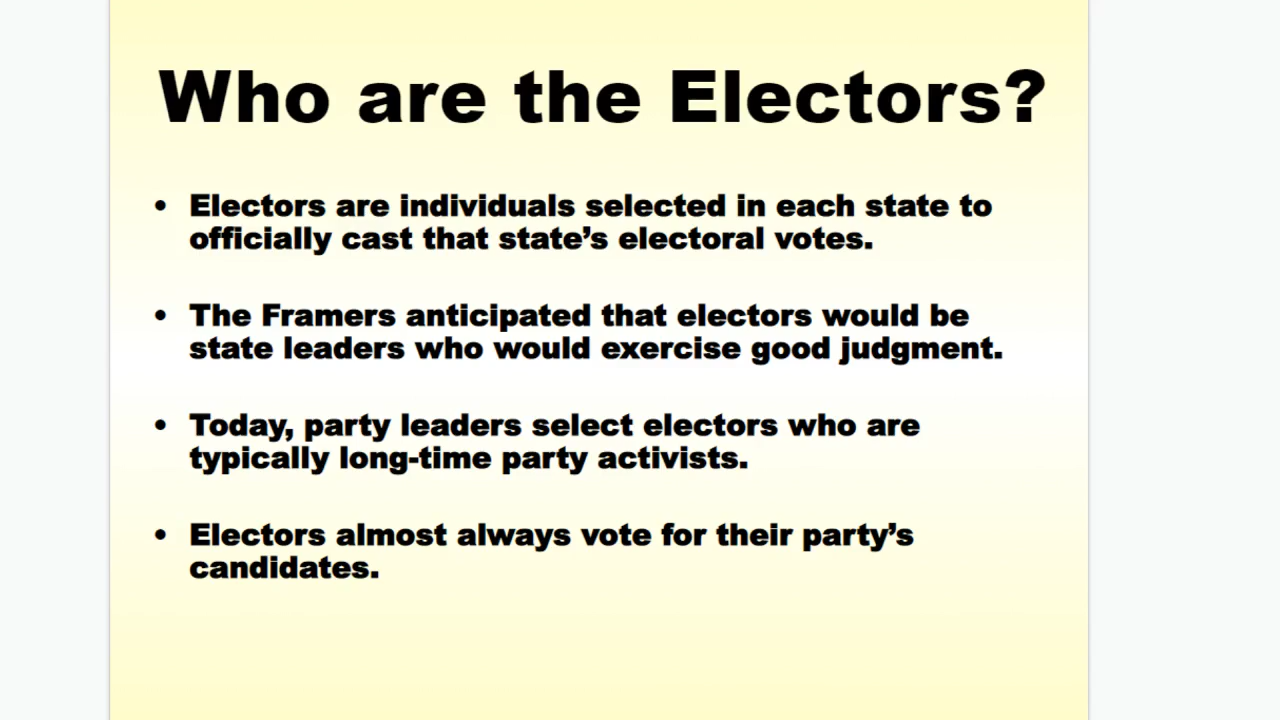 Who are the Electors?
• Electors are individuals selected in each state to
officially cast that state’s electoral votes.
• The Framers anticipated that electors would be
state leaders who would exercise good judgment.
• Today, party leaders select electors who are
typically long-time party activists.
• Electors almost always vote for their party’s
candidates.